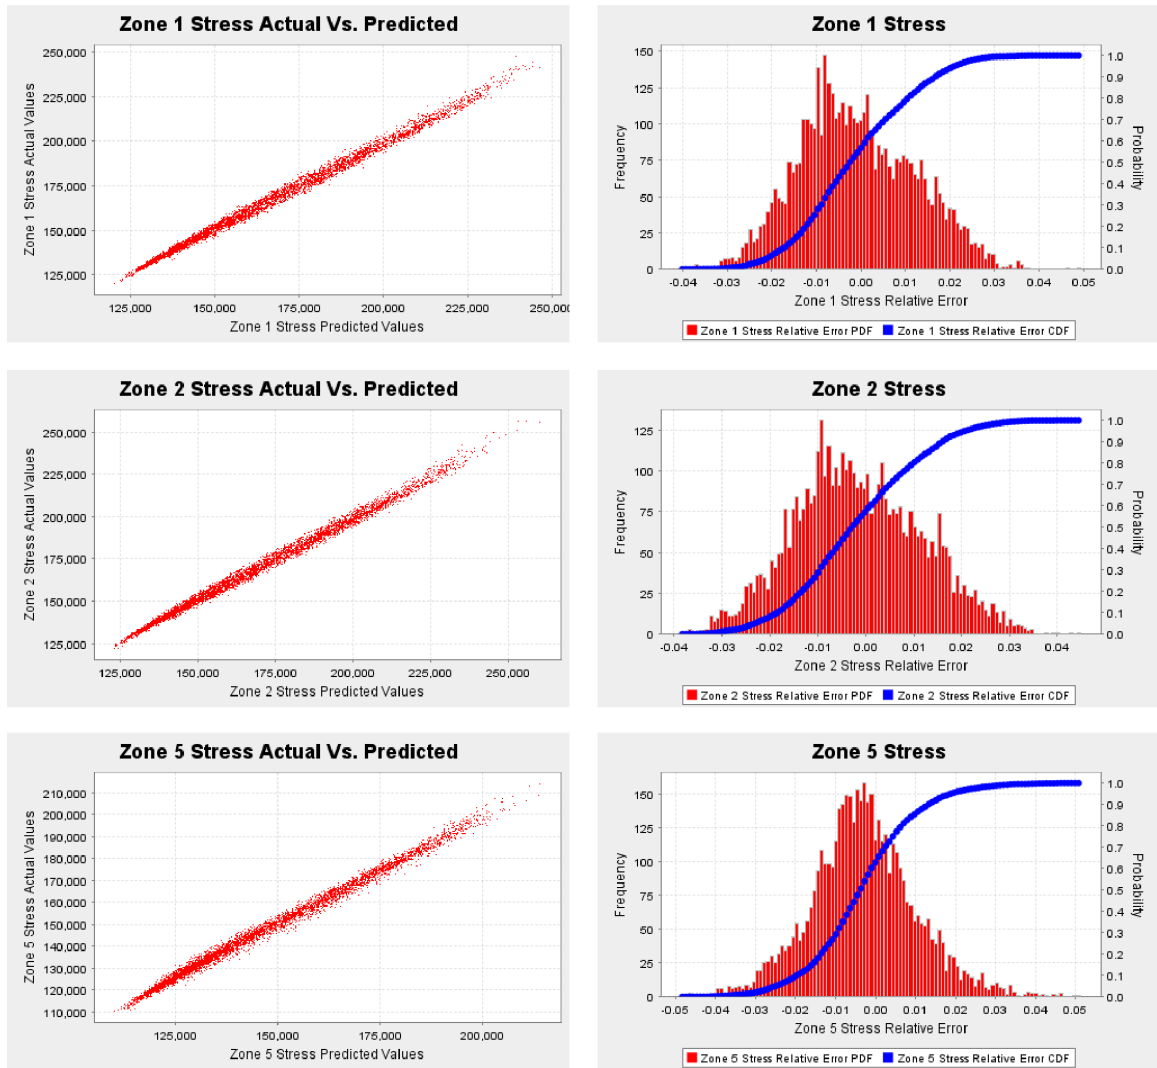 Zone 1 Stress Actual Vs. Predicted
Zone 1 Stress Actual Values
250,000
225,000
200,000
175,000
150,000
125,000
125,000 150,000 175,000 200,000 225,000 250,000
Zone 1 Stress Predicted Values
Zone 1 Stress
Frequency
150
125
100
75
50
25
0
1.0
0.9
0.8
0.7
0.6
0.5
0.4
0.3
0.2
0.1
0.0
Probability
-0.04 -0.03 -0.02 -0.01 0.00 0.01 0.02 0.03 0.04 0.05
Zone 1 Stress Relative Error
Zone 1 Stress Relative Error PDF Zone 1 Stress Relative Error CDF
Zone 2 Stress Actual Vs. Predicted
Zone 2 Stress Actual Values
250,000
225,000
200,000
175,000
150,000
125,000
125,000 150,000 175,000 200,000 225,000 250,000
Zone 2 Stress Predicted Values
Zone 2 Stress
Frequency
125
100
75
50
25
0
1.0
0.9
0.8
0.7
0.6
0.5
0.4
0.3
0.2
0.1
0.0
Probability
-0.04 -0.03 -0.02 -0.01 0.00 0.01 0.02 0.03 0.04
Zone 2 Stress Relative Error
Zone 2 Stress Relative Error PDF Zone 2 Stress Relative Error CDF
Zone 5 Stress Actual Vs. Predicted
Zone 5 Stress Actual Values
210,000
200,000
190,000
180,000
170,000
160,000
150,000
140,000
130,000
120,000
110,000
125,000 150,000 175,000 200,000
Zone 5 Stress Predicted Values
Zone 5 Stress
Frequency
150
125
100
75
50
25
0
1.0
0.9
0.8
0.7
0.6
0.5
0.4
0.3
0.2
0.1
0.0
Probability
-0.05 -0.04 -0.03 -0.02 -0.01 0.00 0.01 0.02 0.03 0.04 0.05
Zone 5 Stress Relative Error
Zone 5 Stress Relative Error PDF Zone 5 Stress Relative Error CDF